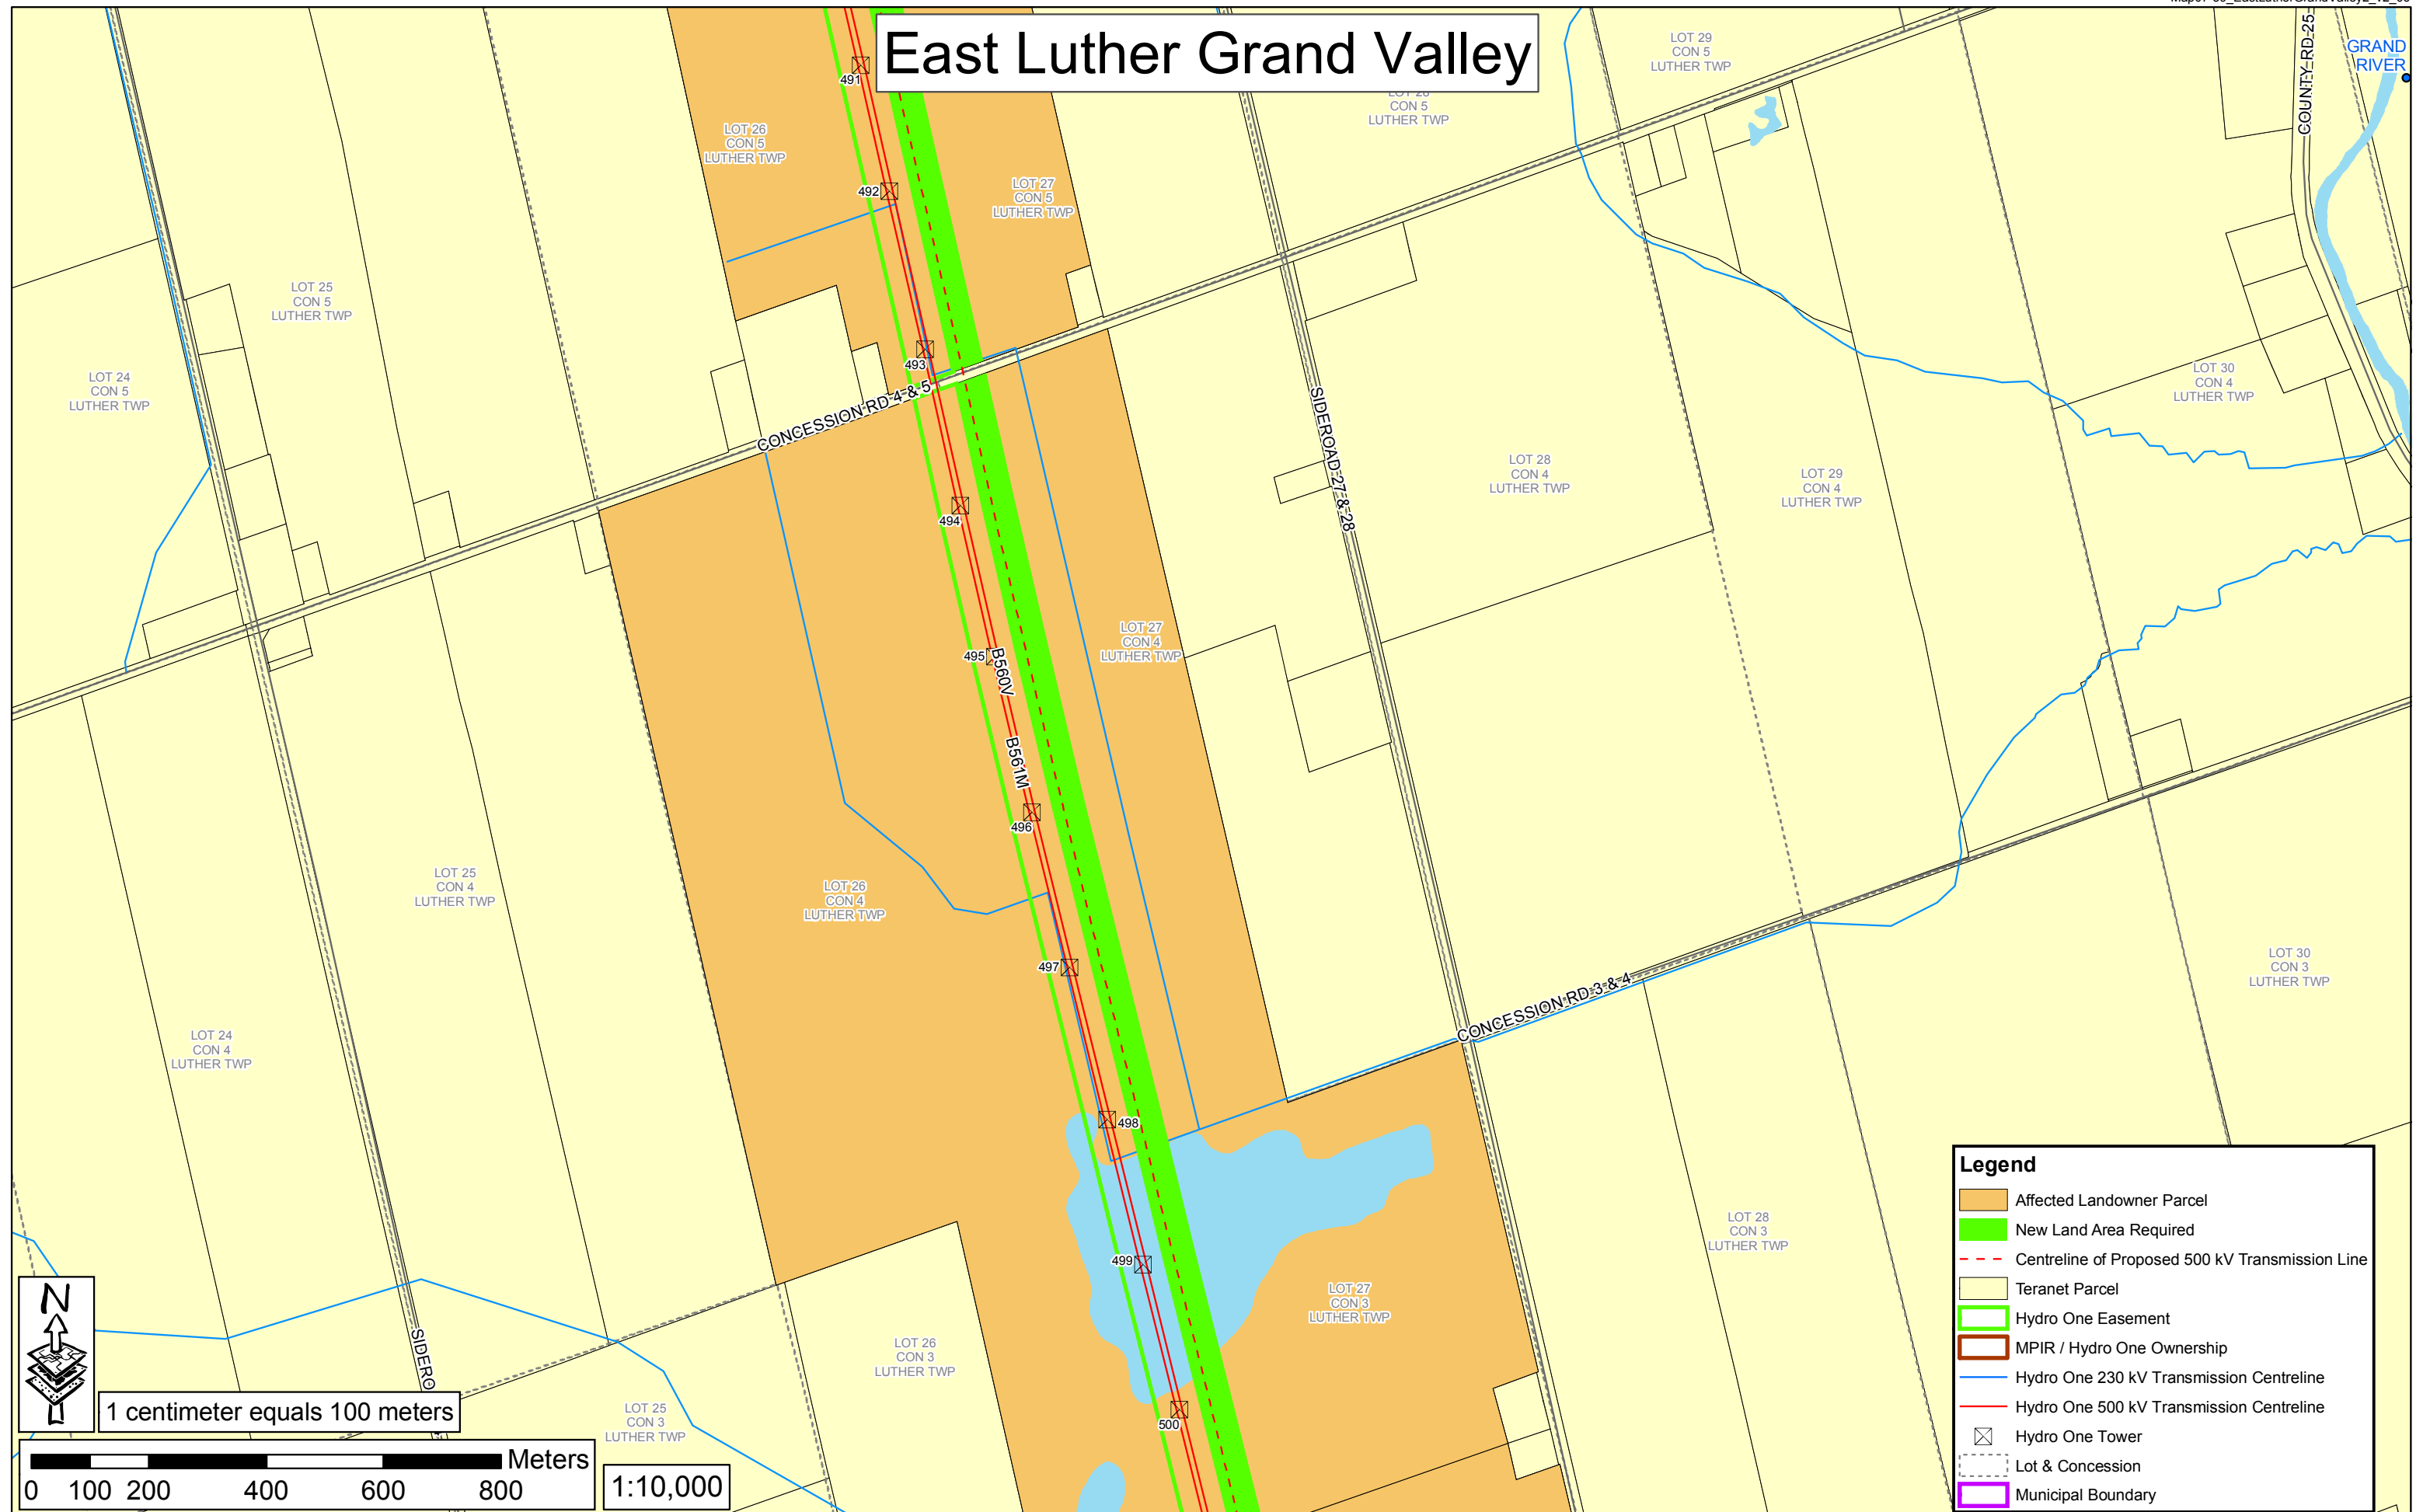 East Luther Grand Valley
COUNTY RD 25
GRAND
RIVER
LOT 29
CON 5
LUTHER TWP
CON 5
LUTHER TWP
491
LOT 26
CON 5
LUTHER TWP
492
LOT 27
CON 5
LUTHER TWP
LOT 25
CON 5
LUTHER TWP
493
LOT 24
CON 5
LUTHER TWP
CONCESSION RD 4 & 5
SIDEROAD 27 & 28
LOT 30
CON 4
LUTHER TWP
LOT 28
CON 4
LUTHER TWP
LOT 29
CON 4
LUTHER TWP
494
495
B560V
LOT 27
CON 4
LUTHER TWP
B561M
496
LOT 25
CON 4
LUTHER TWP
LOT 26
CON 4
LUTHER TWP
497
CONCESSION RD 3 & 4
LOT 30
CON 3
LUTHER TWP
LOT 24
CON 4
LUTHER TWP
498
499
LOT 28
CON 3
LUTHER TWP
LOT 27
CON 3
LUTHER TWP
LOT 26
CON 3
LUTHER TWP
SIDERO
LOT 25
CON 3
LUTHER TWP
500
N
1 centimeter equals 100 meters
Meters
0 100 200 400 600 800
1:10,000
Legend
Affected Landowner Parcel
New Land Area Required
Centreline of Proposed 500 kV Transmission Line
Teranet Parcel
Hydro One Easement
MPIR / Hydro One Ownership
Hydro One 230 kV Transmission Centreline
Hydro One 500 kV Transmission Centreline
Hydro One Tower
Lot & Concession
Municipal Boundary